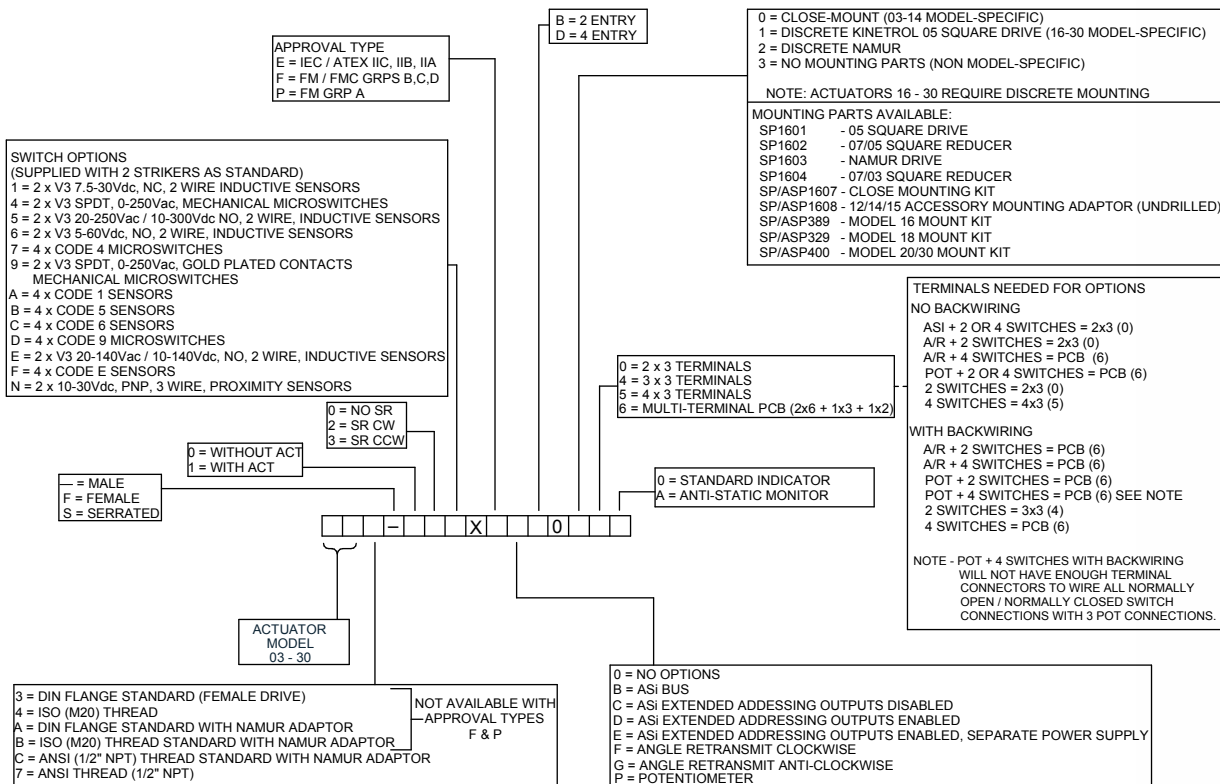 B = 2 ENTRY
D = 4 ENTRY
0 = CLOSE-MOUNT (03-14 MODEL-SPECIFIC)
1 = DISCRETE KINETROL 05 SQUARE DRIVE (16-30 MODEL-SPECIFIC)
2 = DISCRETE NAMUR
3 = NO MOUNTING PARTS (NON MODEL-SPECIFIC)
NOTE: ACTUATORS 16 - 30 REQUIRE DISCRETE MOUNTING
MOUNTING PARTS AVAILABLE:
SP1601 - 05 SQUARE DRIVE
SP1602 - 07/05 SQUARE REDUCER
SP1603 - NAMUR DRIVE
SP1604 - 07/03 SQUARE REDUCER
SP/ASP1607 - CLOSE MOUNTING KIT
SP/ASP1608 - 12/14/15 ACCESSORY MOUNTING ADAPTOR (UNDRILLED)
SP/ASP389 - MODEL 16 MOUNT KIT
SP/ASP329 - MODEL 18 MOUNT KIT
SP/ASP400 - MODEL 20/30 MOUNT KIT
APPROVAL TYPE
E = IEC / ATEX IIC, IIB, IIA
F = FM / FMC GRPS B,C,D
P = FM GRP A
SWITCH OPTIONS
(SUPPLIED WITH 2 STRIKERS AS STANDARD)
1 = 2 x V3 7.5-30Vdc, NC, 2 WIRE INDUCTIVE SENSORS
4 = 2 x V3 SPDT, 0-250Vac, MECHANICAL MICROSWITCHES
5 = 2 x V3 20-250Vac / 10-300Vdc NO, 2 WIRE, INDUCTIVE SENSORS
6 = 2 x V3 5-60Vdc, NO, 2 WIRE, INDUCTIVE SENSORS
7 = 4 x CODE 4 MICROSWITCHES
9 = 2 x V3 SPDT, 0-250Vac, GOLD PLATED CONTACTS
MECHANICAL MICROSWITCHES
A = 4 x CODE 1 SENSORS
B = 4 x CODE 5 SENSORS
C = 4 x CODE 6 SENSORS
D = 4 x CODE 9 MICROSWITCHES
E = 2 x V3 20-140Vac / 10-140Vdc, NO, 2 WIRE, INDUCTIVE SENSORS
F = 4 x CODE E SENSORS
N = 2 x 10-30Vdc, PNP, 3 WIRE, PROXIMITY SENSORS
TERMINALS NEEDED FOR OPTIONS
NO BACKWIRING
ASI + 2 OR 4 SWITCHES = 2x3 (0)
A/R + 2 SWITCHES = 2x3 (0)
A/R + 4 SWITCHES = PCB (6)
POT + 2 OR 4 SWITCHES = PCB (6)
2 SWITCHES = 2x3 (0)
4 SWITCHES = 4x3 (5)
WITH BACKWIRING
A/R + 2 SWITCHES = PCB (6)
A/R + 4 SWITCHES = PCB (6)
POT + 2 SWITCHES = PCB (6)
POT + 4 SWITCHES = PCB (6) SEE NOTE
2 SWITCHES = 3x3 (4)
4 SWITCHES = PCB (6)
NOTE - POT + 4 SWITCHES WITH BACKWIRING
WILL NOT HAVE ENOUGH TERMINAL
CONNECTORS TO WIRE ALL NORMALLY
OPEN / NORMALLY CLOSED SWITCH
CONNECTIONS WITH 3 POT CONNECTIONS.
0 = 2 x 3 TERMINALS
4 = 3 x 3 TERMINALS
5 = 4 x 3 TERMINALS
6 = MULTI-TERMINAL PCB (2x6 + 1x3 + 1x2)
0 = NO SR
2 = SR CW
3 = SR CCW
0 = WITHOUT ACT
1 = WITH ACT
0 = STANDARD INDICATOR
A = ANTI-STATIC MONITOR
— = MALE
F = FEMALE
S = SERRATED
– X 0
ACTUATOR
MODEL
03 - 30
3 = DIN FLANGE STANDARD (FEMALE DRIVE)
4 = ISO (M20) THREAD
A = DIN FLANGE STANDARD WITH NAMUR ADAPTOR
B = ISO (M20) THREAD STANDARD WITH NAMUR ADAPTOR
C = ANSI (1/2" NPT) THREAD STANDARD WITH NAMUR ADAPTOR
7 = ANSI THREAD (1/2" NPT)
NOT AVAILABLE WITH
APPROVAL TYPES
F & P
0 = NO OPTIONS
B = ASi BUS
C = ASi EXTENDED ADDESSING OUTPUTS DISABLED
D = ASi EXTENDED ADDRESSING OUTPUTS ENABLED
E = ASi EXTENDED ADDRESSING OUTPUTS ENABLED, SEPARATE POWER SUPPLY
F = ANGLE RETRANSMIT CLOCKWISE
G = ANGLE RETRANSMIT ANTI-CLOCKWISE
P = POTENTIOMETER